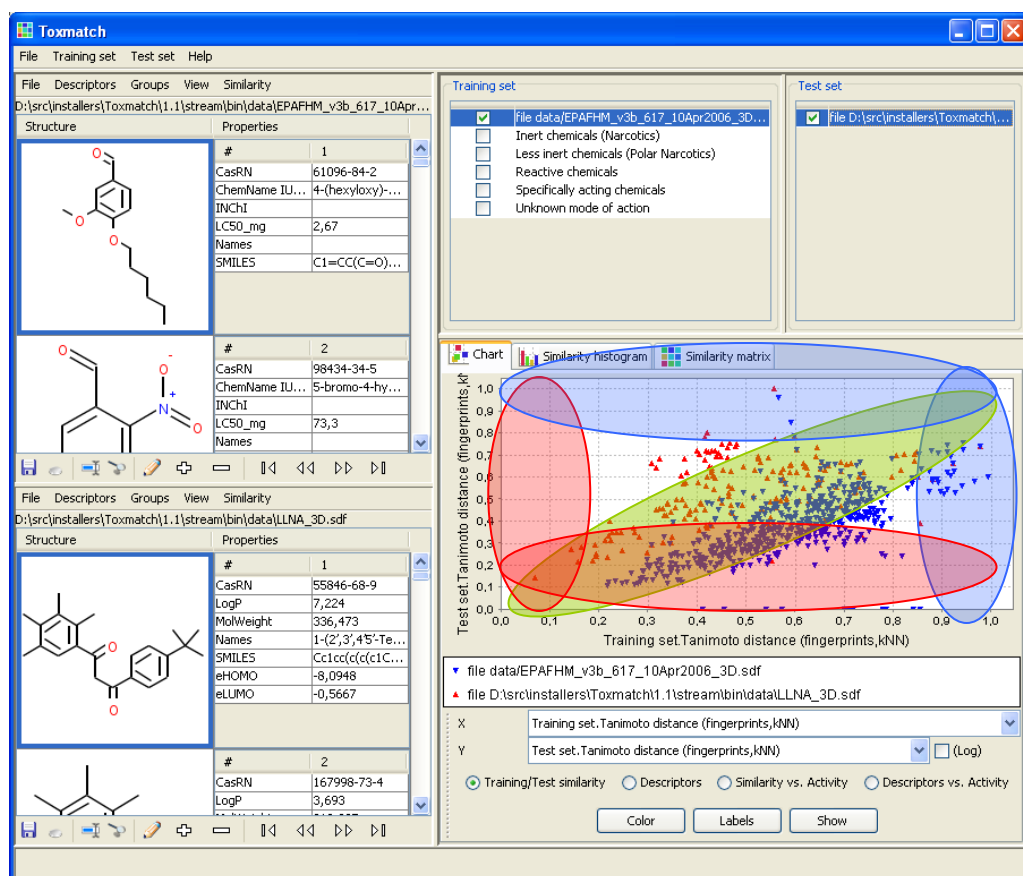 Toxmatch
File Training set Test set Help
File Descriptors Groups View Similarity
D:\src\installers\Toxmatch\1.1\stream\bin\data\EPAFHM_v3b_617_10Apr...
Structure Properties
O
O
O
# 1
CasRN 61096-84-2
ChemName IU... 4-(hexyloxy)-...
INChI
LC50_mg 2,67
Names
SMILES C1=CC(C=O)...
O
O
-
N
+
O
# 2
CasRN 98434-34-5
ChemName IU... 5-bromo-4-hy...
INChI
LC50_mg 73,3
Names
File Descriptors Groups View Similarity
D:\src\installers\Toxmatch\1.1\stream\bin\data\LLNA_3D.sdf
Structure Properties
O
O
# 1
CasRN 55846-68-9
LogP 7,224
MolWeight 336,473
Names 1-(2',3',4'5'-Te...
SMILES Cc1cc(c(c(c1C...
eHOMO -8,0948
eLUMO -0,5667
# 2
CasRN 167998-73-4
LogP 3,693
Training set
file data/EPAFHM_v3b_617_10Apr2006_3D...
Inert chemicals (Narcotics)
Less inert chemicals (Polar Narcotics)
Reactive chemicals
Specifically acting chemicals
Unknown mode of action
Test set
file D:\src\installers\Toxmatch\...
Chart Similarity histogram Similarity matrix
Test set.Tanimoto distance (fingerprints,kN
1,0
0,9
0,8
0,7
0,6
0,5
0,4
0,3
0,2
0,1
0,0
0,0 0,1 0,2 0,3 0,4 0,5 0,6 0,7 0,8 0,9 1,0
Training set.Tanimoto distance (fingerprints,kNN)
file data/EPAFHM_v3b_617_10Apr2006_3D.sdf
file D:\src\installers\Toxmatch\1.1\stream\bin\data\LLNA_3D.sdf
X Training set.Tanimoto distance (fingerprints,kNN)
Y Test set.Tanimoto distance (fingerprints,kNN) (Log)
Training/Test similarity Descriptors Similarity vs. Activity Descriptors vs. Activity
Color Labels Show